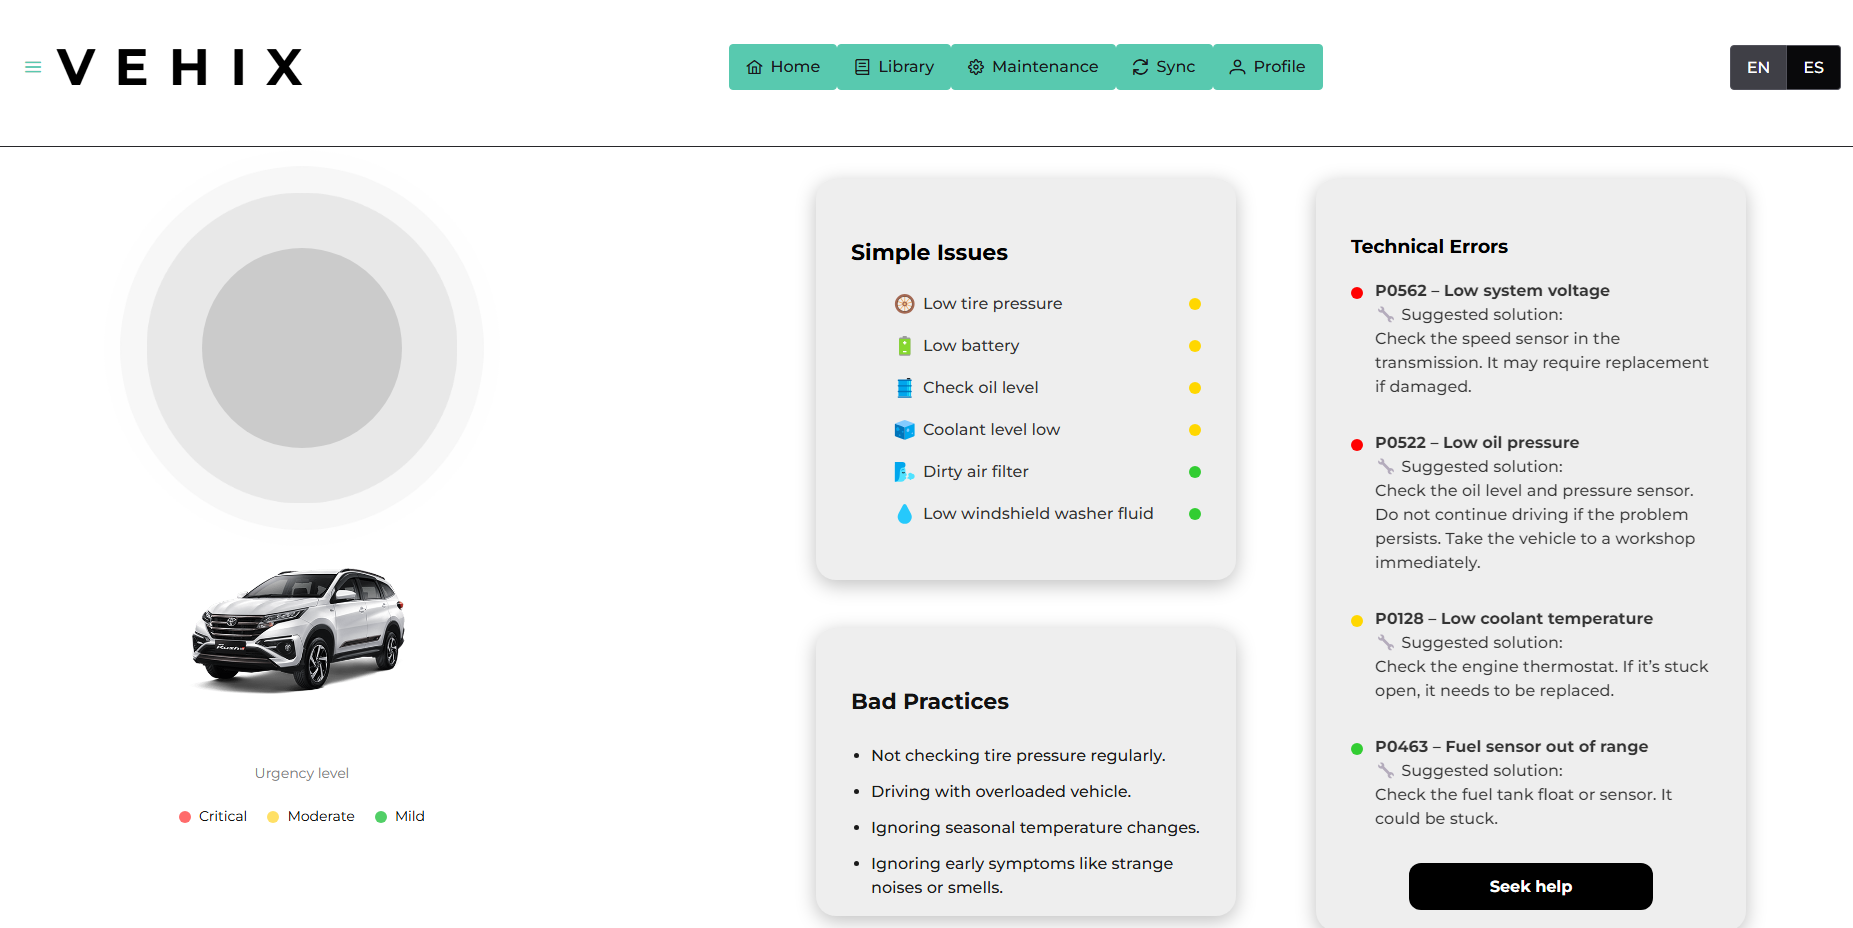 VEHIX
Home
Library
Maintenance
Sync
Profile
EN
ES
Urgency level
Critical
Moderate
Mild
Simple Issues
Low tire pressure
Low battery
Check oil level
Coolant level low
Dirty air filter
Low windshield washer fluid
Bad Practices
• Not checking tire pressure regularly.
• Driving with overloaded vehicle.
• Ignoring seasonal temperature changes.
• Ignoring early symptoms like strange
noises or smells.
Technical Errors
P0562 – Low system voltage
Suggested solution:
Check the speed sensor in the
transmission. It may require replacement
if damaged.
P0522 – Low oil pressure
Suggested solution:
Check the oil level and pressure sensor.
Do not continue driving if the problem
persists. Take the vehicle to a workshop
immediately.
P0128 – Low coolant temperature
Suggested solution:
Check the engine thermostat. If it’s stuck
open, it needs to be replaced.
P0463 – Fuel sensor out of range
Suggested solution:
Check the fuel tank float or sensor. It
could be stuck.
Seek help